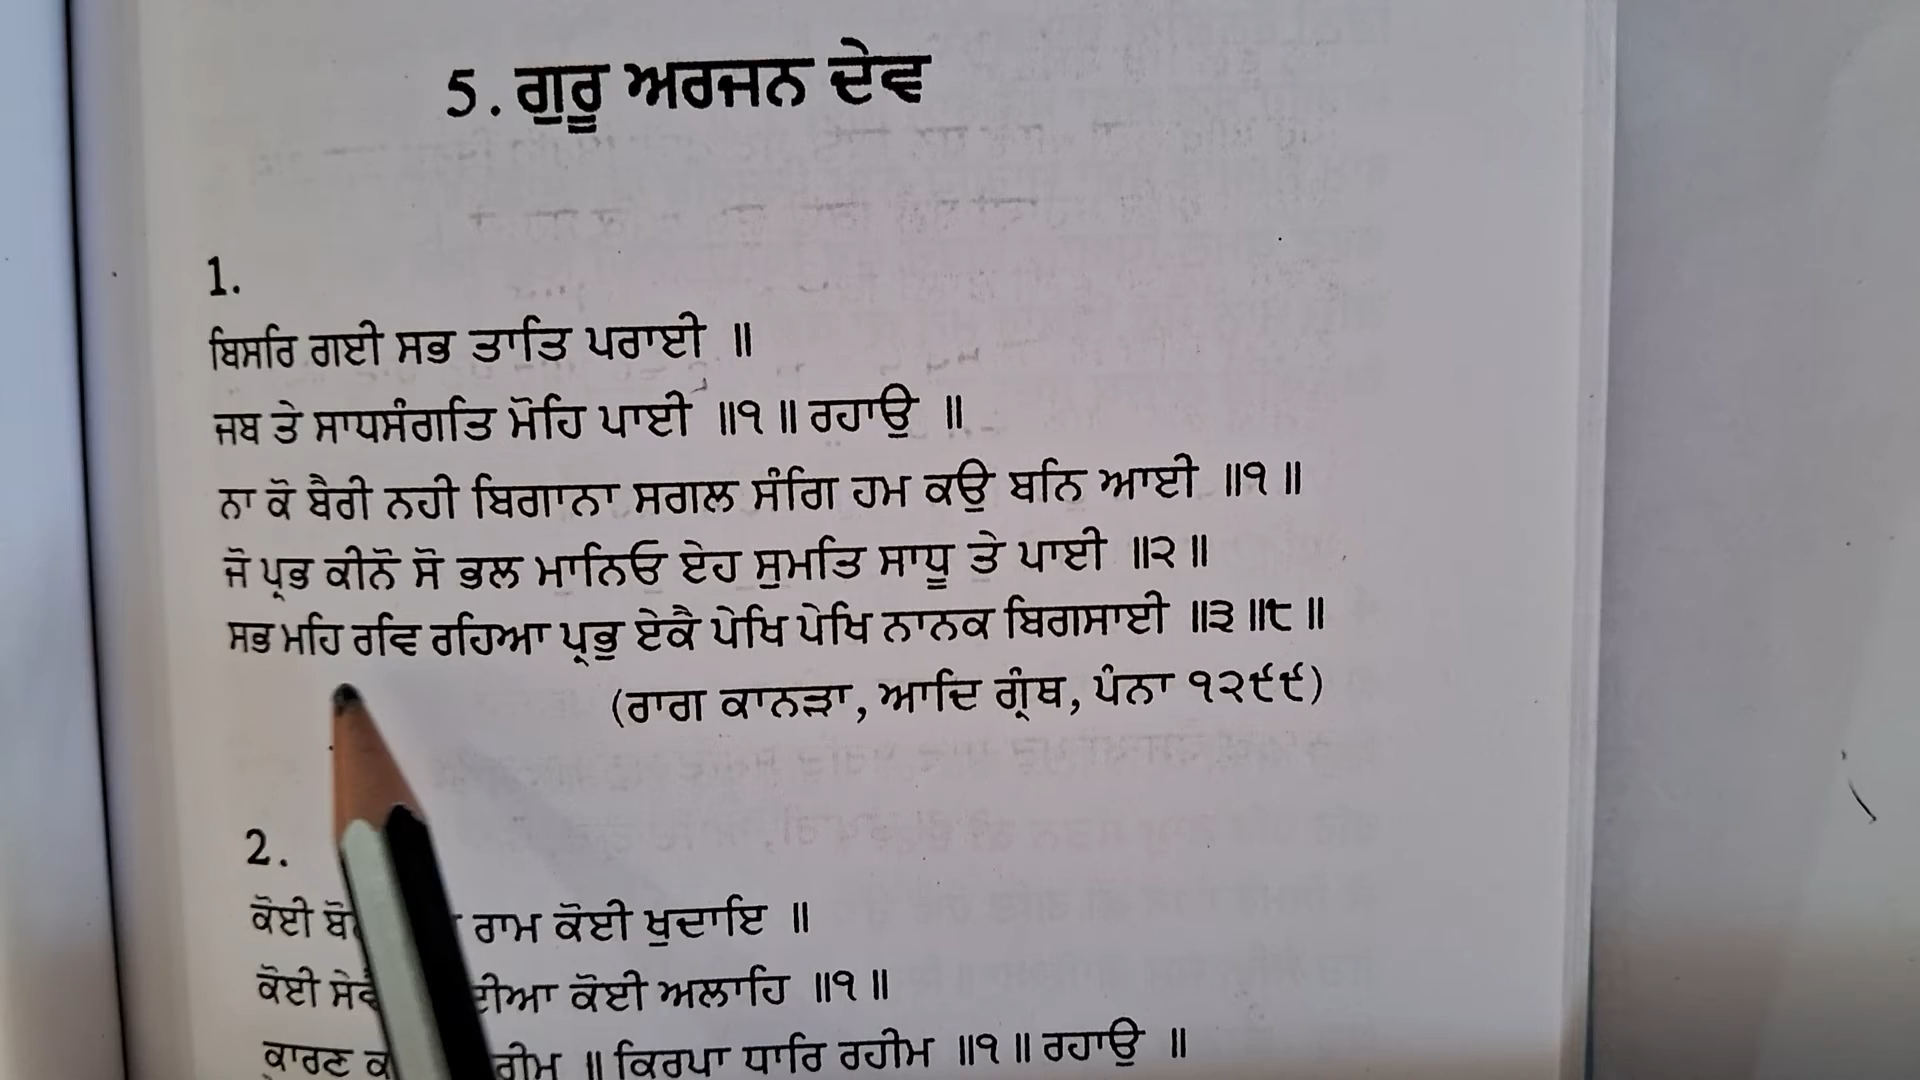 5. ਗੁਰੂ ਅਰਜਨ ਦੇਵ
1.
ਬਿਸਰਿ ਗਈ ਸਭ ਤਾਤਿ ਪਰਾਈ ॥
ਜਬ ਤੇ ਸਾਧਸੰਗਤਿ ਮੋਹਿ ਪਾਈ ॥੧॥ ਰਹਾਉ ॥
ਨਾ ਕੋ ਬੈਰੀ ਨਹੀ ਬਿਗਾਨਾ ਸਗਲ ਸੰਗਿ ਹਮ ਕਉ ਬਨਿ ਆਈ ॥੧॥
ਜੋ ਪ੍ਰਭ ਕੀਨੋ ਸੋ ਭਲ ਮਾਨਿਓ ਏਹ ਸੁਮਤਿ ਸਾਧੂ ਤੇ ਪਾਈ ॥੨॥
ਸਭ ਮਹਿ ਰਵਿ ਰਹਿਆ ਪ੍ਰਭੁ ਏਕੈ ਪੇਖਿ ਪੇਖਿ ਨਾਨਕ ਬਿਗਸਾਈ ॥੩॥੮॥
(ਰਾਗ ਕਾਨੜਾ, ਆਦਿ ਗ੍ਰੰਥ, ਪੰਨਾ ੧੨੯੯)
2.
ਕੋਈ ਰਾਮ ਕੋਈ ਖੁਦਾਇ ॥
ਕੋਈ ਕੋਈ ਅਲਾਹਿ ॥੧॥
ਕਾਰਣ ॥ ਕਿਰਪਾ ਧਾਰਿ ਰਹੀਮ ॥੧॥ ਰਹਾਉ ॥